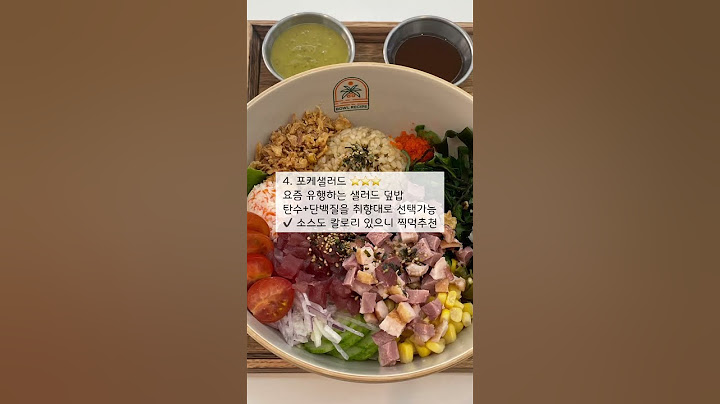 BOWL RECIPE
4. 포케샐러드 ⭐⭐⭐
요즘 유행하는 샐러드 덮밥
탄수+단백질을 취향대로 선택가능
✔ 소스도 칼로리 있으니 찍먹추천